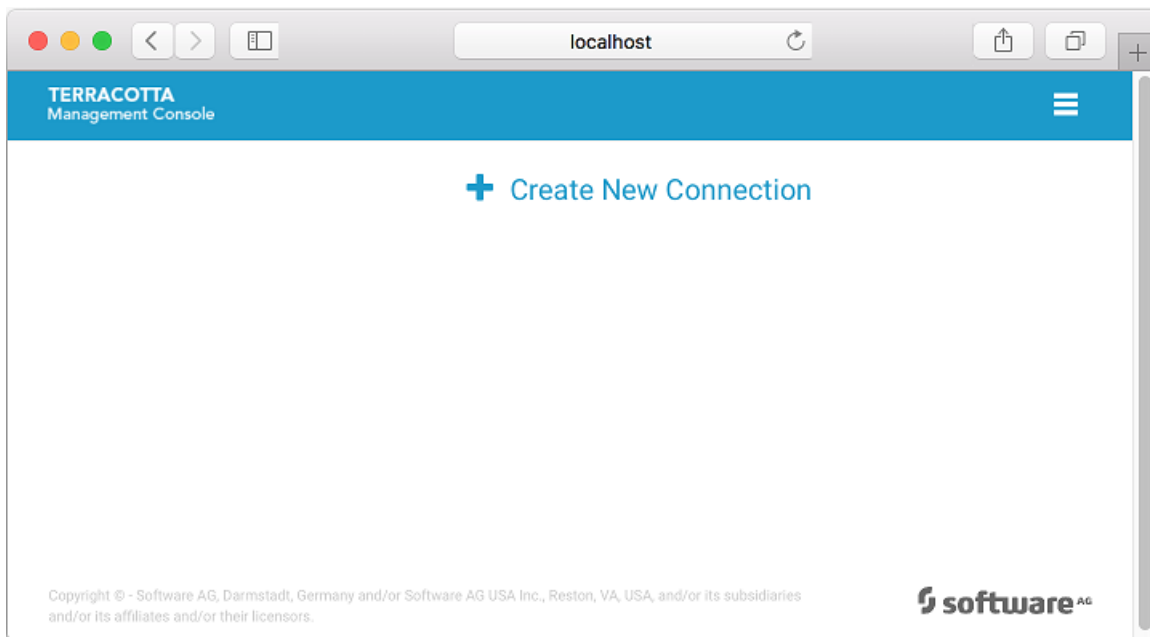 localhost
TERRACOTTA
Management Console
Create New Connection
Copyright © - Software AG, Darmstadt, Germany and/or Software AG USA Inc., Reston, VA, USA, and/or its subsidiaries
and/or its affiliates and/or their licensors.
software AG